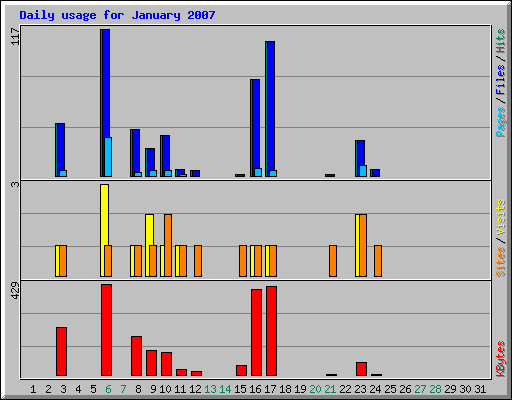 Daily usage for January 2007
117
Pages/Files/Hits
3
Sites/Visits
429
KBytes
1 2 3 4 5 6 7 8 9 10 11 12 13 14 15 16 17 18 19 20 21 22 23 24 25 26 27 28 29 30 31